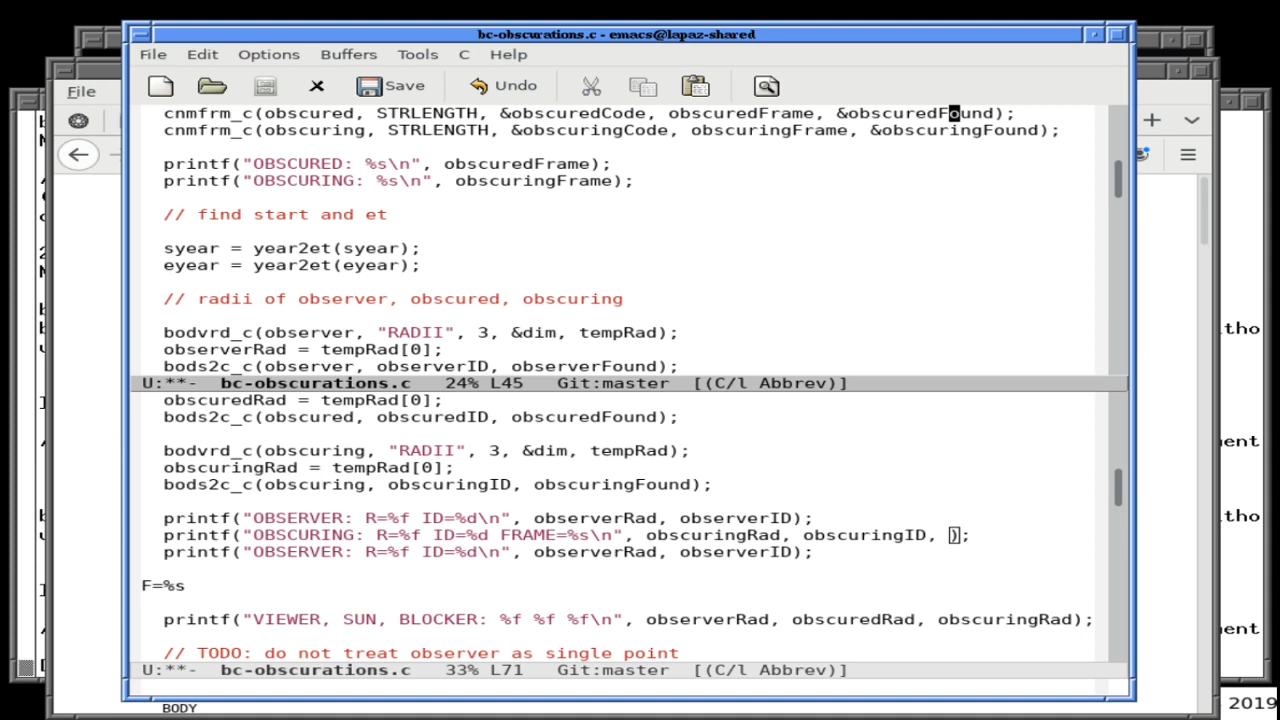 bc-obscurations.c - emacs@lapaz-shared
File Edit Options Buffers Tools C Help
Save Undo
cnmfrm_c(obscured, STRLENGTH, &obscuredCode, obscuredFrame, &obscuredFound);
cnmfrm_c(obscuring, STRLENGTH, &obscuringCode, obscuringFrame, &obscuringFound);
printf("OBSCURED: %s\n", obscuredFrame);
printf("OBSCURING: %s\n", obscuringFrame);
// find start and et
syear = year2et(syear);
eyear = year2et(eyear);
// radii of observer, obscured, obscuring
bodvrd_c(observer, "RADII", 3, &dim, tempRad);
observerRad = tempRad[0];
bods2c_c(observer, observerID, observerFound);
U:**- bc-obscurations.c 24% L45 Git:master [(C/l Abbrev)]
obscuredRad = tempRad[0];
bods2c_c(obscured, obscuredID, obscuredFound);
bodvrd_c(obscuring, "RADII", 3, &dim, tempRad);
obscuringRad = tempRad[0];
bods2c_c(obscuring, obscuringID, obscuringFound);
printf("OBSERVER: R=%f ID=%d\n", observerRad, observerID);
printf("OBSCURING: R=%f ID=%d FRAME=%s\n", obscuringRad, obscuringID, );
printf("OBSERVER: R=%f ID=%d\n", observerRad, observerID);
F=%s
printf("VIEWER, SUN, BLOCKER: %f %f %f\n", observerRad, obscuredRad, obscuringRad);
// TODO: do not treat observer as single point
U:**- bc-obscurations.c 33% L71 Git:master [(C/l Abbrev)]
File
BODY
2019